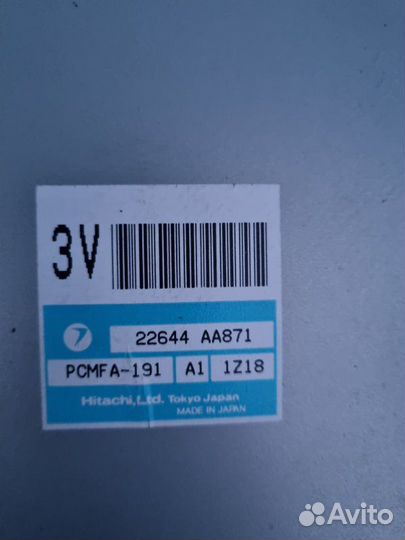 3V
22644 AA871
PCMFA-191 A1 1Z18
Hitachi,Ltd. Tokyo Japan
MADE IN JAPAN
Avito